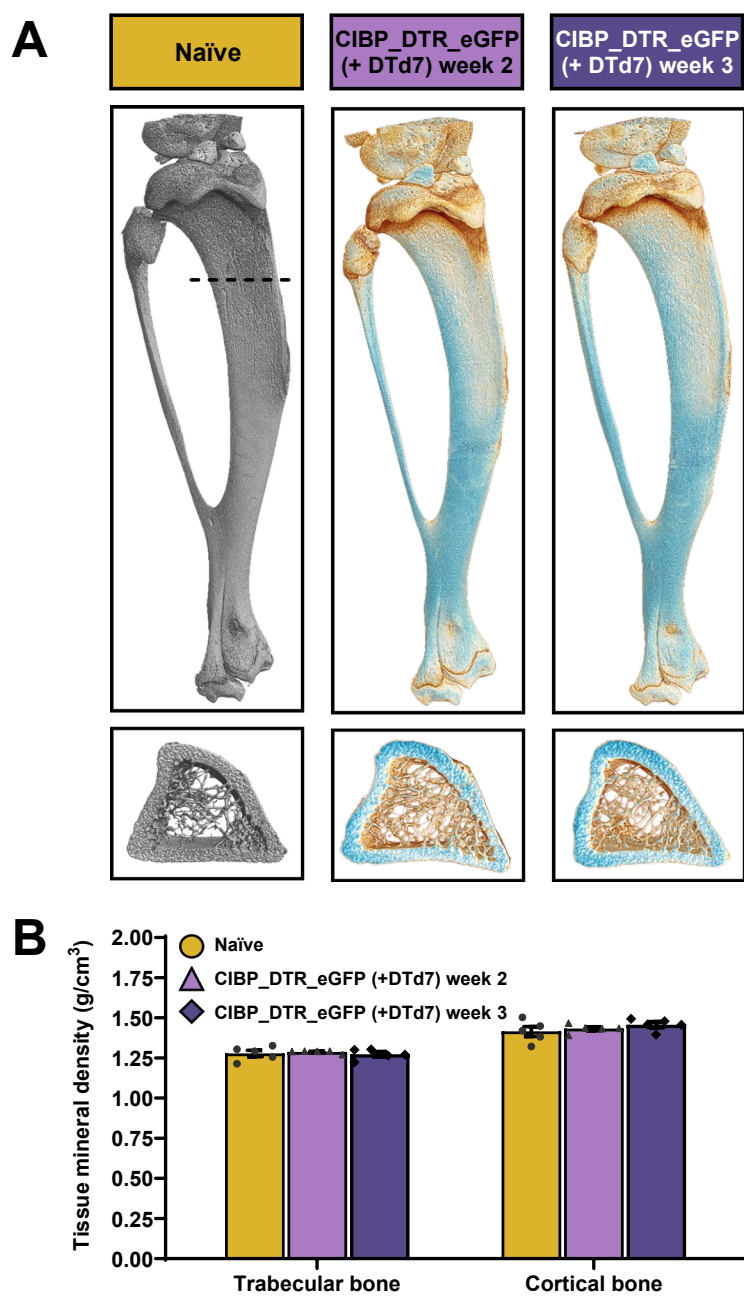 A
Naïve
CIBP_DTR_eGFP
(+ DTd7) week 2
CIBP_DTR_eGFP
(+ DTd7) week 3
B
Tissue mineral density (g/cm³)
2.00
1.75
1.50
1.25
1.00
0.75
0.50
0.25
0.00
Naïve
CIBP_DTR_eGFP (+DTd7) week 2
CIBP_DTR_eGFP (+DTd7) week 3
Trabecular bone
Cortical bone